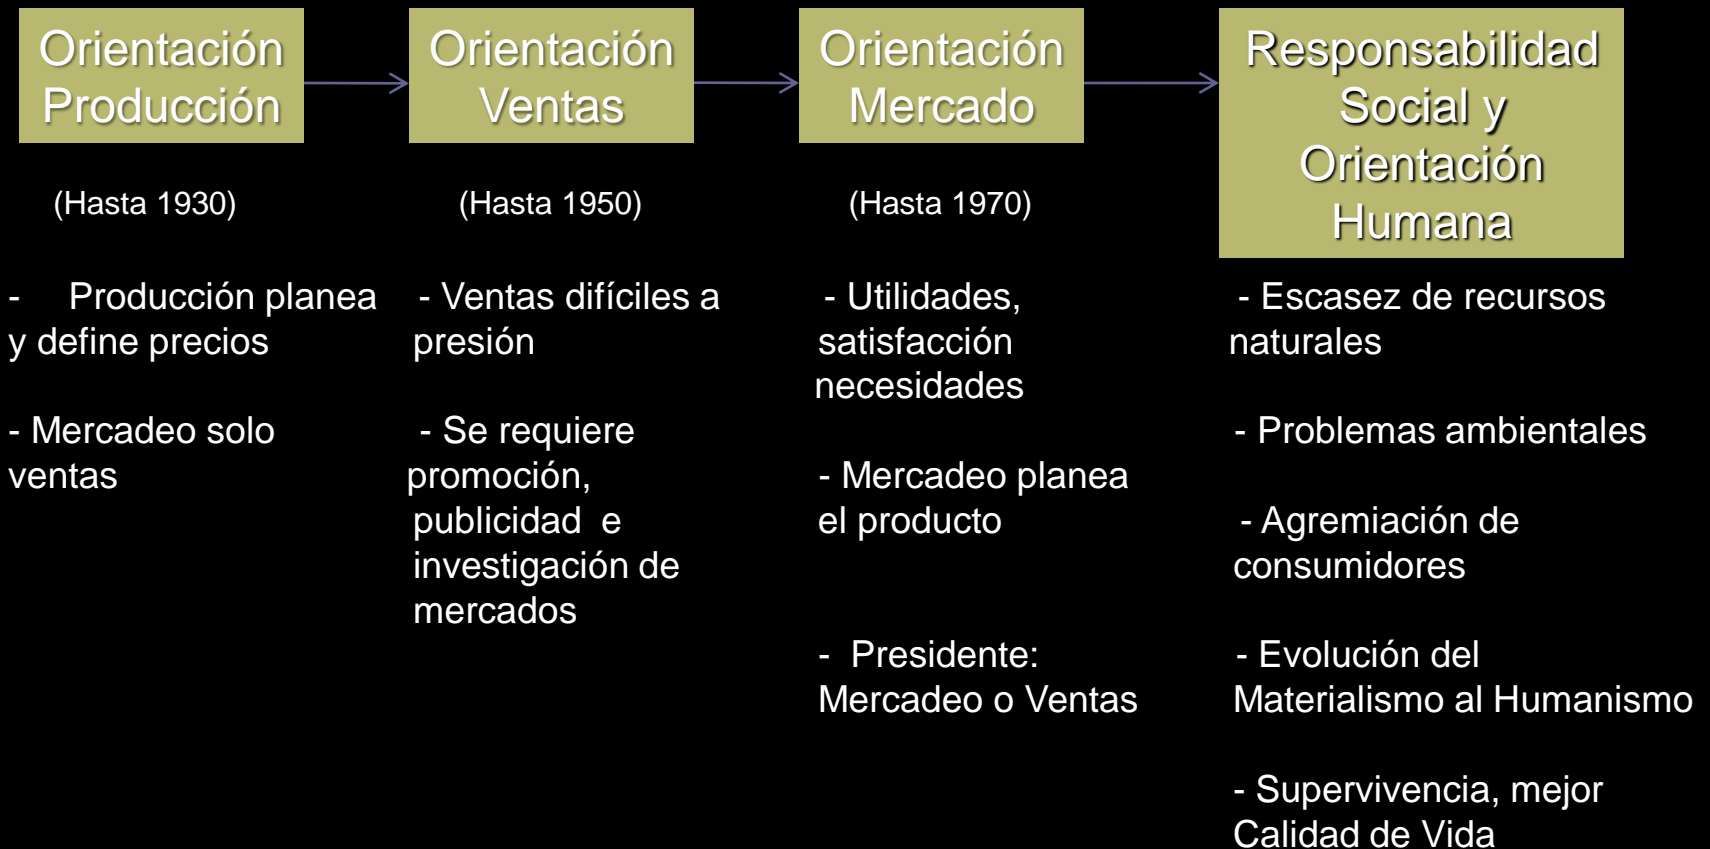 Orientación
Producción
(Hasta 1930)
- Producción planea
y define precios
- Mercadeo solo
ventas
Orientación
Ventas
(Hasta 1950)
- Ventas difíciles a
presión
- Se requiere
promoción,
publicidad e
investigación de
mercados
Orientación
Mercado
(Hasta 1970)
- Utilidades,
satisfacción
necesidades
- Mercadeo planea
el producto
- Presidente:
Mercadeo o Ventas
Responsabilidad
Social y
Orientación
Humana
- Escasez de recursos
naturales
- Problemas ambientales
- Agremiación de
consumidores
- Evolución del
Materialismo al Humanismo
- Supervivencia, mejor
Calidad de Vida